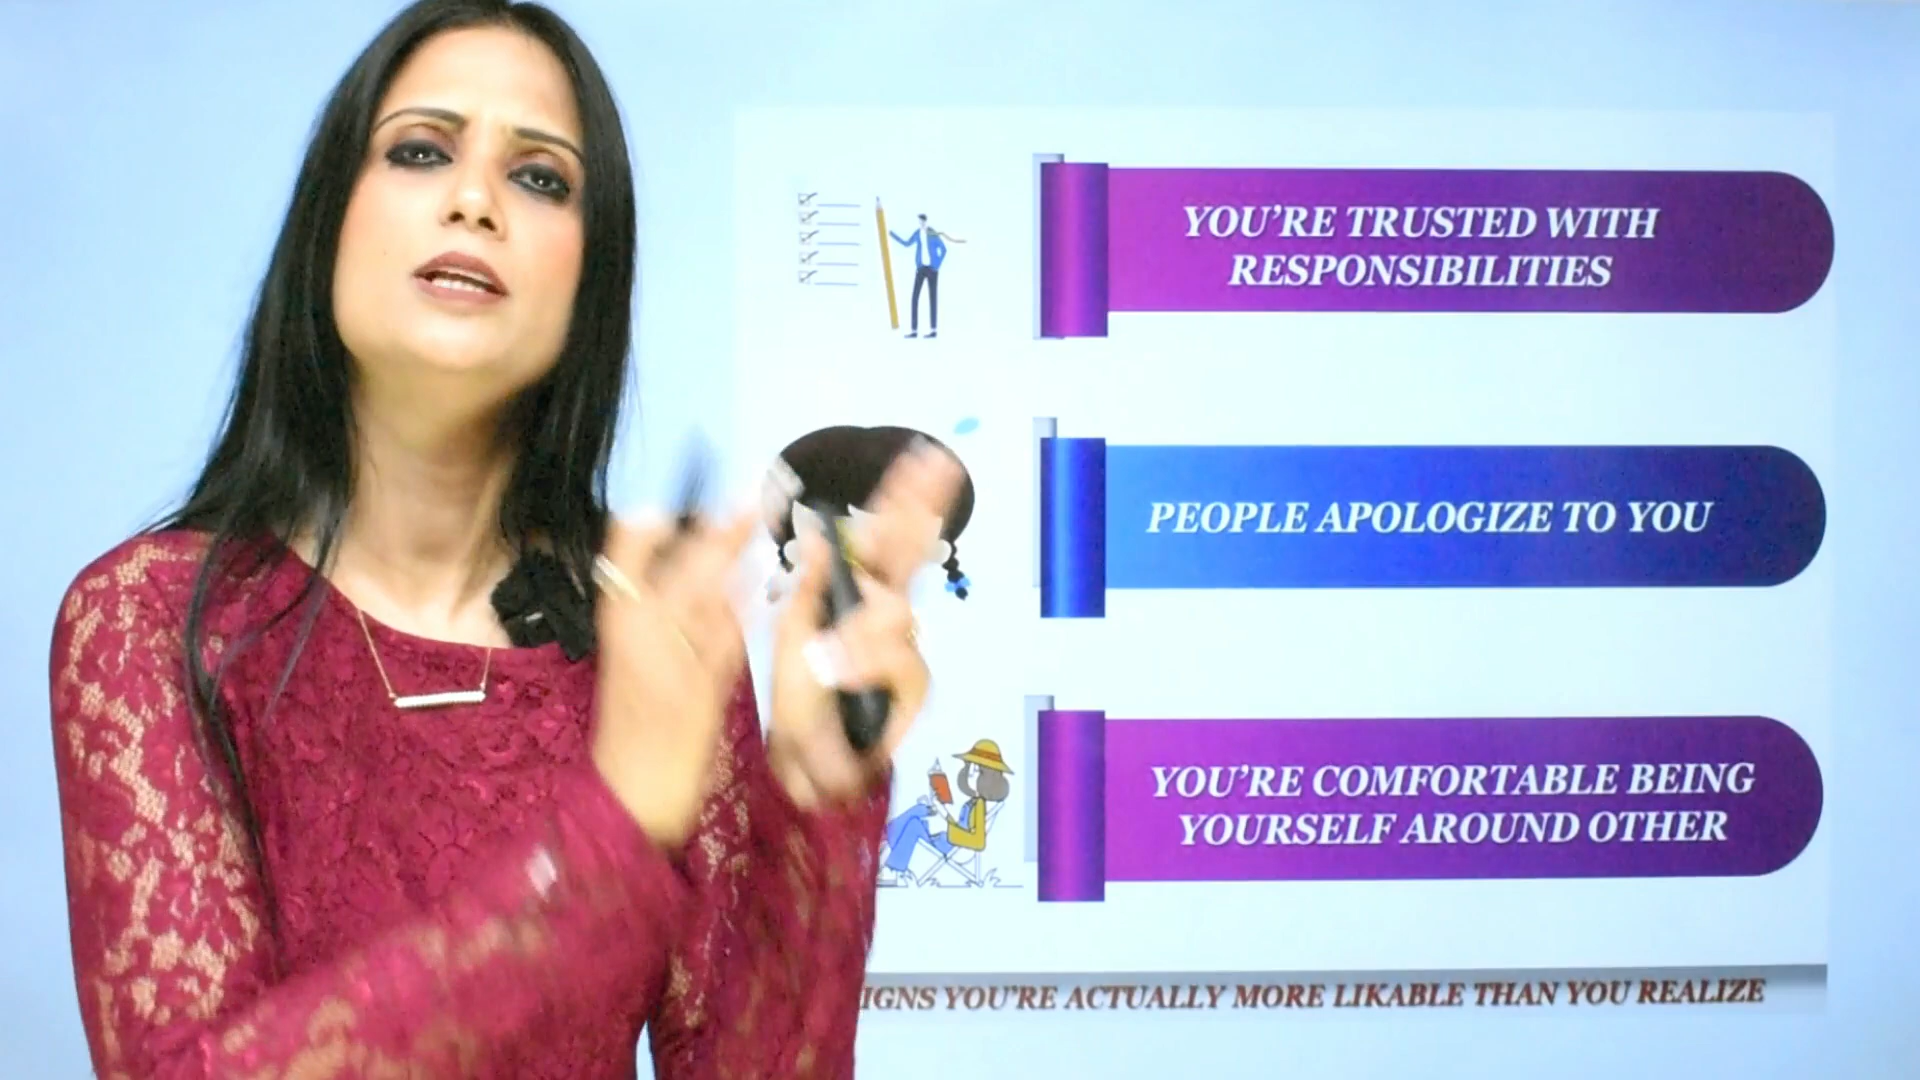 YOU'RE TRUSTED WITH
RESPONSIBILITIES
PEOPLE APOLOGIZE TO YOU
YOU'RE COMFORTABLE BEING
YOURSELF AROUND OTHER
IGNS YOU'RE ACTUALLY MORE LIKABLE THAN YOU REALIZE